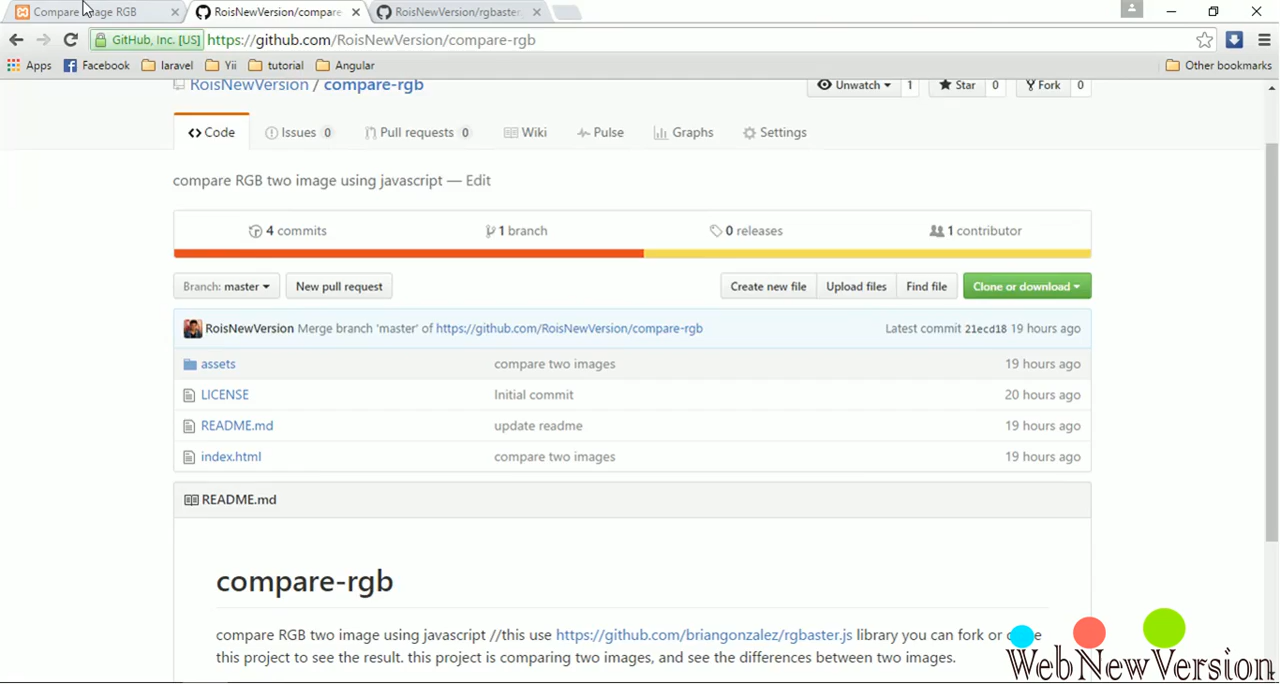 Compare Image RGB
RoisNewVersion/compare
RoisNewVersion/rgbaster.
GitHub, Inc. [US] https://github.com/RoisNewVersion/compare-rgb
Apps Facebook laravel Yii tutorial Angular Other bookmarks
RoisNewVersion / compare-rgb Unwatch 1 Star 0 Fork 0
Code Issues 0 Pull requests 0 Wiki Pulse Graphs Settings
compare RGB two image using javascript — Edit
4 commits 1 branch 0 releases 1 contributor
Branch: master New pull request Create new file Upload files Find file Clone or download
RoisNewVersion Merge branch 'master' of https://github.com/RoisNewVersion/compare-rgb Latest commit 21ecd18 19 hours ago
assets compare two images 19 hours ago
LICENSE Initial commit 20 hours ago
README.md update readme 19 hours ago
index.html compare two images 19 hours ago
README.md
compare-rgb
compare RGB two image using javascript //this use https://github.com/briangonzalez/rgbaster.js library you can fork or
this project to see the result. this project is comparing two images, and see the differences between two images.
WebNewVersion